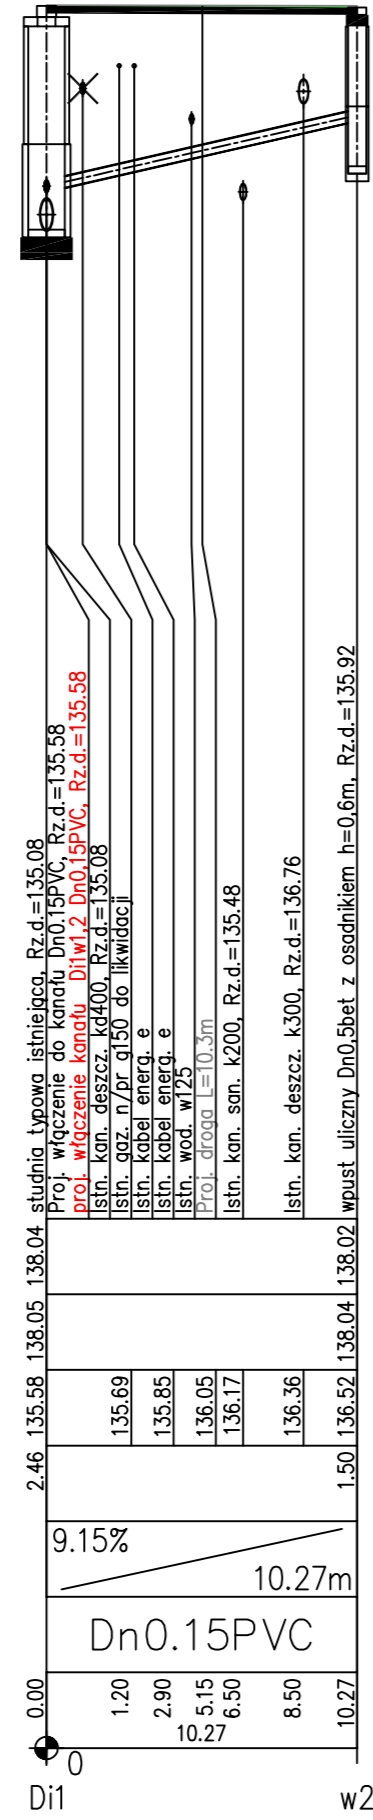 studnia typowa istniejąca, Rz.d.=135.08
Proj. włączenie do kanału Dn0.15PVC, Rz.d.=135.58
proj. włączenie kanału Di1w1,2 Dn0,15PVC, Rz.d.=135.58
Istn. kan. deszcz. kd400, Rz.d.=135.08
Istn. gaz. n/pr g150 do likwidacji
Istn. kabel energ. e
Istn. kabel energ. e
Istn. wod. w125
Proj. droga L=10.3m
Istn. kan. san. k200, Rz.d.=135.48
Istn. kan. deszcz. k300, Rz.d.=136.76
wpust uliczny Dn0,5bet z osadnikiem h=0,6m, Rz.d.=135.92
138.04 138.02
138.05 138.04
135.58 135.69 135.85 136.05 136.17 136.36 136.52
2.46 1.50
9.15%
10.27m
Dn0.15PVC
0.00 1.20 2.90 5.15 6.50 8.50 10.27
10.27
0
Di1 w2